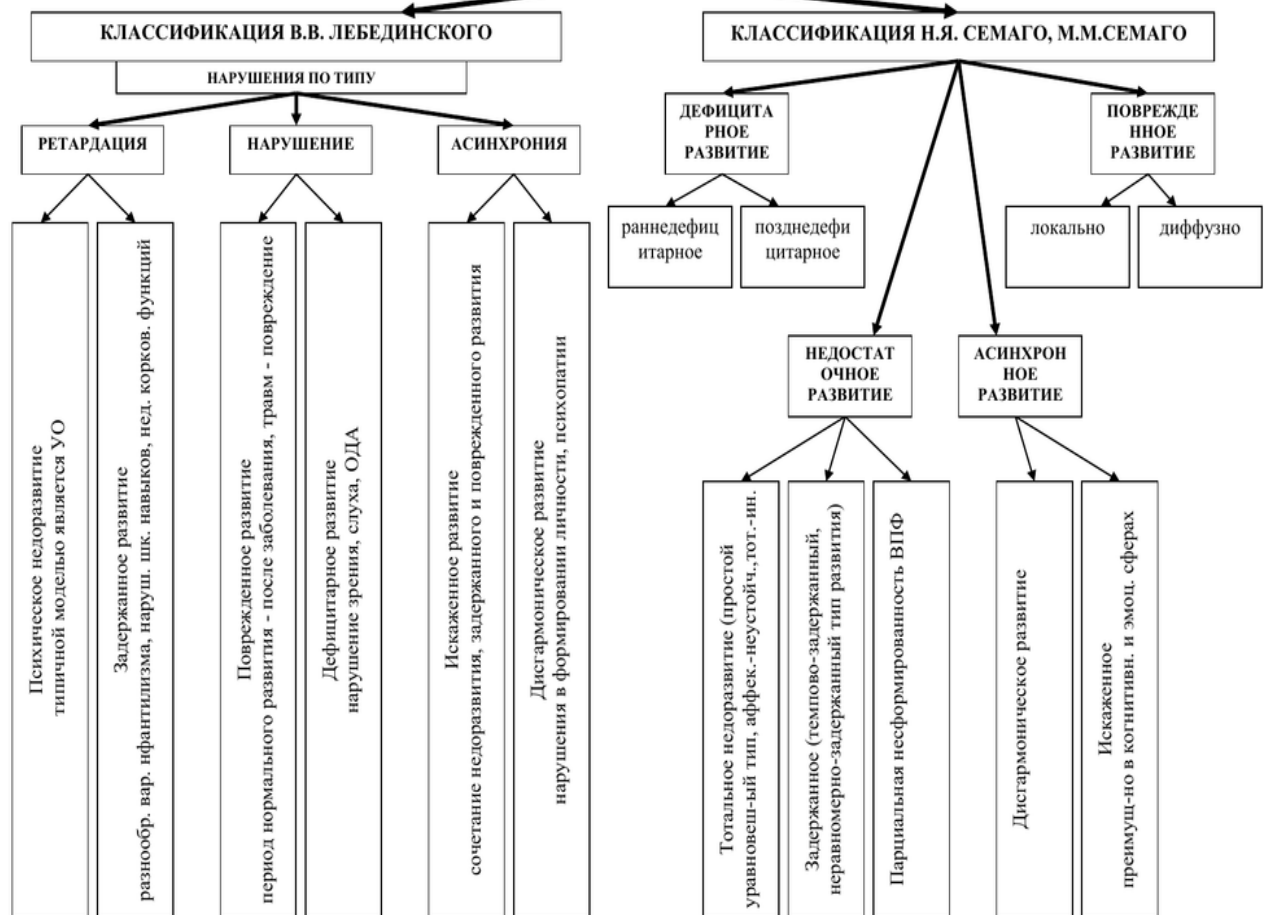 КЛАССИФИКАЦИЯ В.В. ЛЕБЕДИНСКОГО
НАРУШЕНИЯ ПО ТИПУ
РЕТАРДАЦИЯ
НАРУШЕНИЕ
АСИНХРОНИЯ
Психическое недоразвитие
типичной моделью является УО
Задержанное развитие
разнообр. вар. нфантилизма, наруш. шк. навыков, нед. корков. функций
Поврежденное развитие
период нормального развития - после заболевания, травм - повреждение
Дефицитарное развитие
нарушение зрения, слуха, ОДА
Искаженное развитие
сочетание недоразвития, задержанного и поврежденного развития
Дисгармоническое развитие
нарушения в формировании личности, психопатии
КЛАССИФИКАЦИЯ Н.Я. СЕМАГО, М.М.СЕМАГО
ДЕФИЦИТА
РНОЕ
РАЗВИТИЕ
ПОВРЕЖДЕ
ННОЕ
РАЗВИТИЕ
раннедефиц
итарное
позднедефи
цитарное
локально
диффузно
НЕДОСТАТ
ОЧНОЕ
РАЗВИТИЕ
АСИНХРОН
НОЕ
РАЗВИТИЕ
Тотальное недоразвитие (простой
уравновеш-ый тип, аффек.-неустойч.,тот.-ин.
Задержанное (темпово-задержанный,
неравномерно-задержанный тип развития)
Парциальная несформированность ВПФ
Дисгармоническое развитие
Искаженное
преимущ-но в когнитивн. и эмоц. сферах